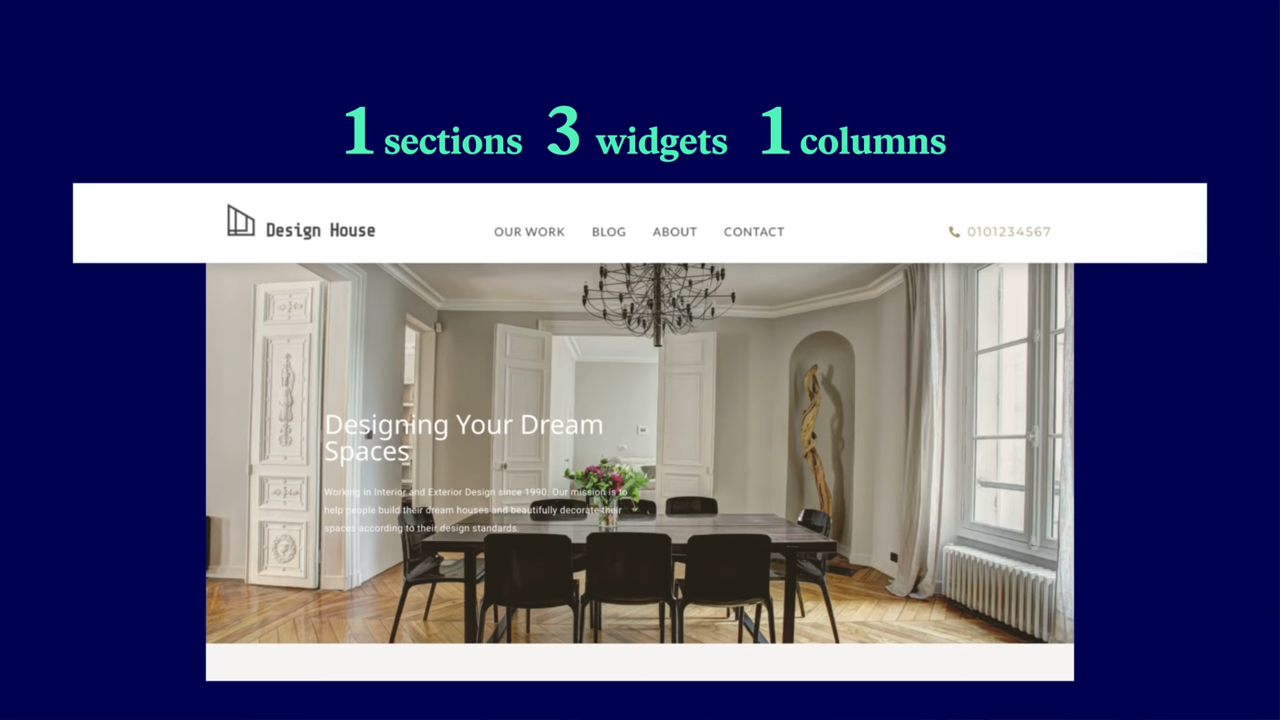 1 sections 3 widgets 1 columns
Design House
OUR WORK BLOG ABOUT CONTACT
0101234567
Designing Your Dream
Spaces
Working in Interior and Exterior Design since 1990. Our mission is to
help people build their dream houses and beautifully decorate their
spaces according to their design standards.